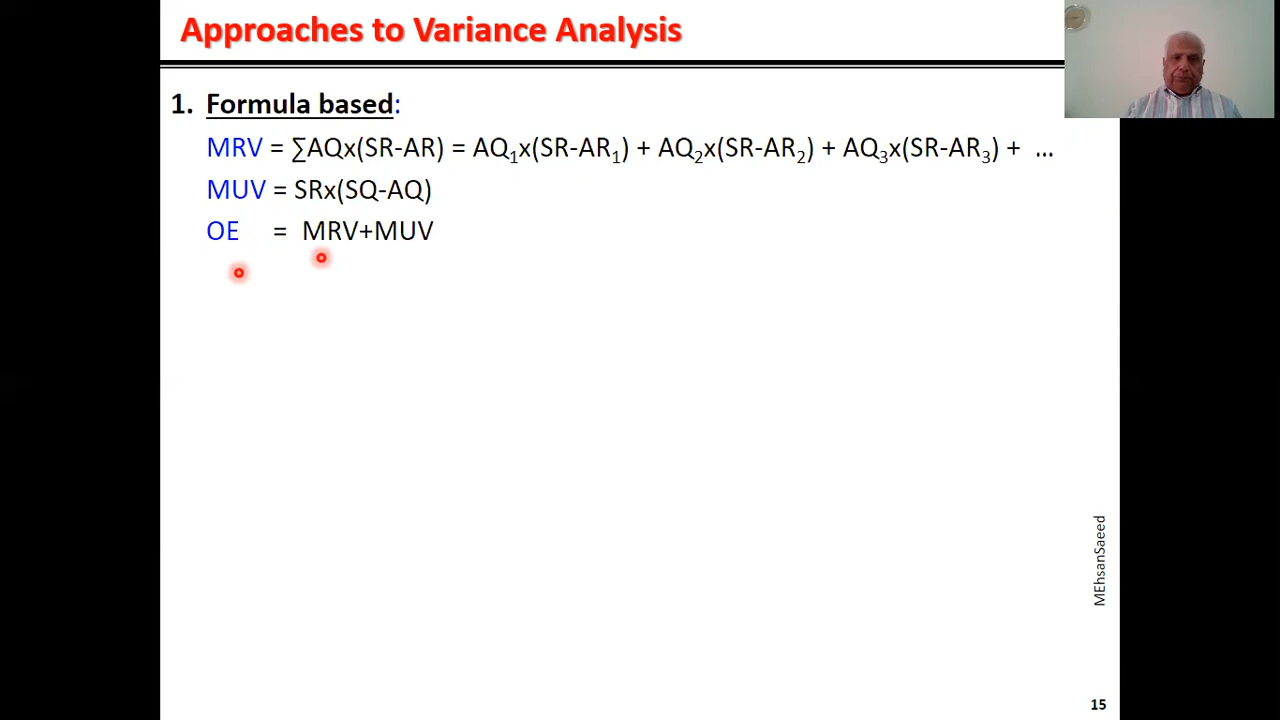 Approaches to Variance Analysis
1. Formula based:
MRV = ∑AQx(SR-AR) = AQ₁x(SR-AR₁) + AQ₂x(SR-AR₂) + AQ₃x(SR-AR₃) + ...
MUV = SRx(SQ-AQ)
OE = MRV+MUV
MEhsanSaeed
15